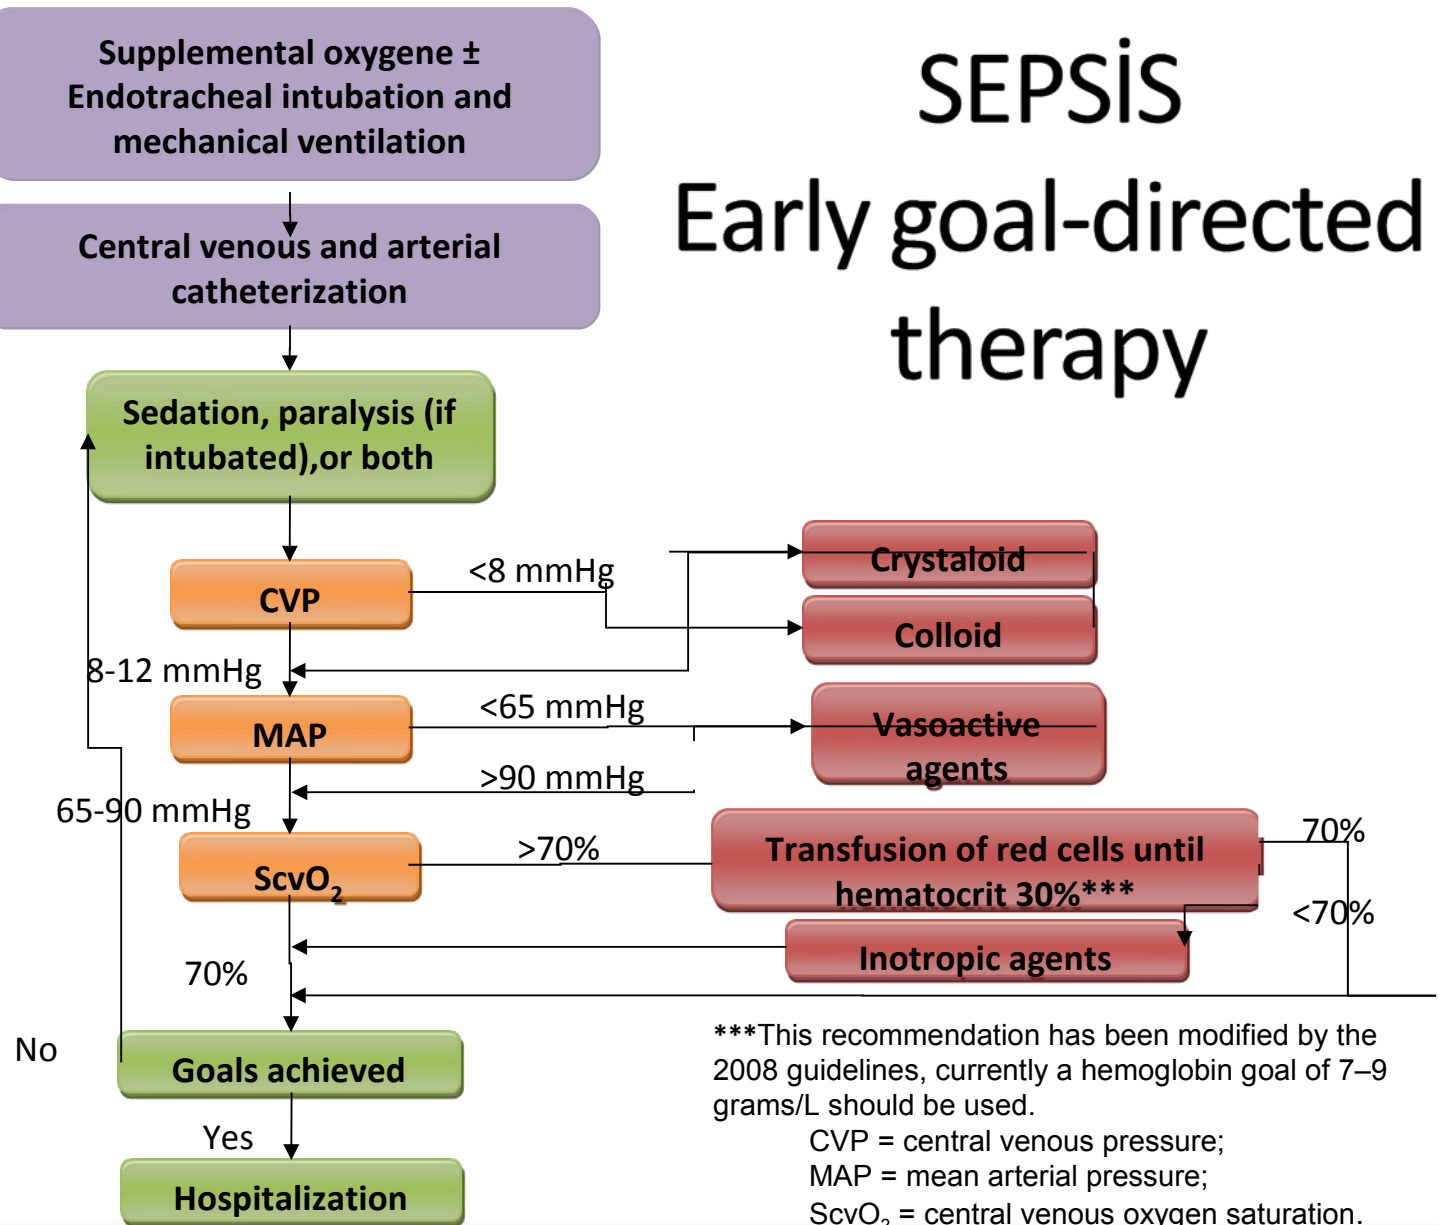 Supplemental oxygene ±
Endotracheal intubation and
mechanical ventilation
SEPSİS
Early goal-directed
therapy
Central venous and arterial
catheterization
Sedation, paralysis (if
intubated),or both
CVP
<8 mmHg
Crystaloid
Colloid
8-12 mmHg
MAP
<65 mmHg
Vasoactive
agents
>90 mmHg
65-90 mmHg
ScvO₂
>70%
Transfusion of red cells until
hematocrit 30%***
70%
<70%
Inotropic agents
70%
No
Goals achieved
Yes
Hospitalization
***This recommendation has been modified by the
2008 guidelines, currently a hemoglobin goal of 7–9
grams/L should be used.
CVP = central venous pressure;
MAP = mean arterial pressure;
ScvO₂ = central venous oxygen saturation.